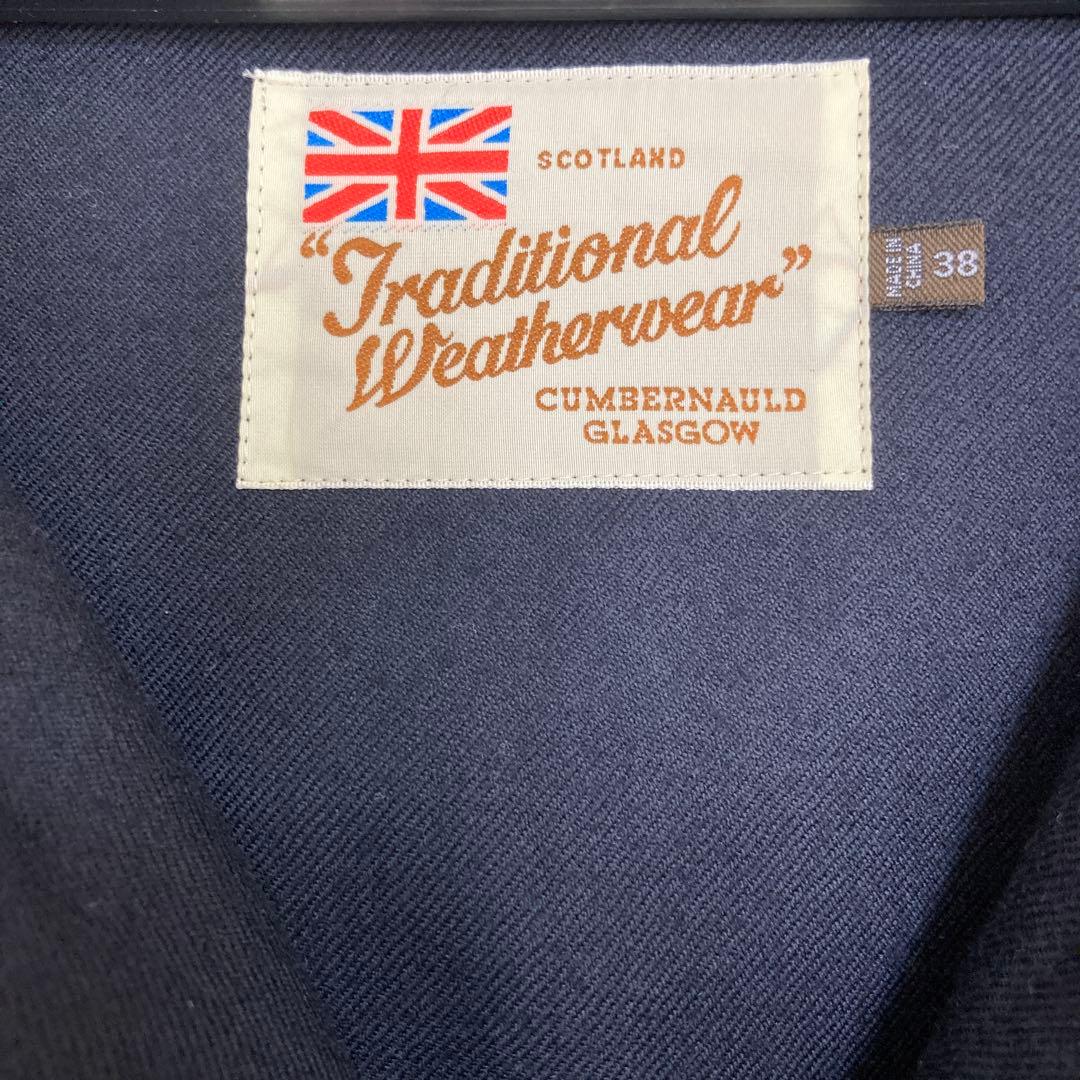 SCOTLAND
"Traditional
Weatherwear"
CUMBERNAULD
GLASGOW
MADE IN
CHINA
38